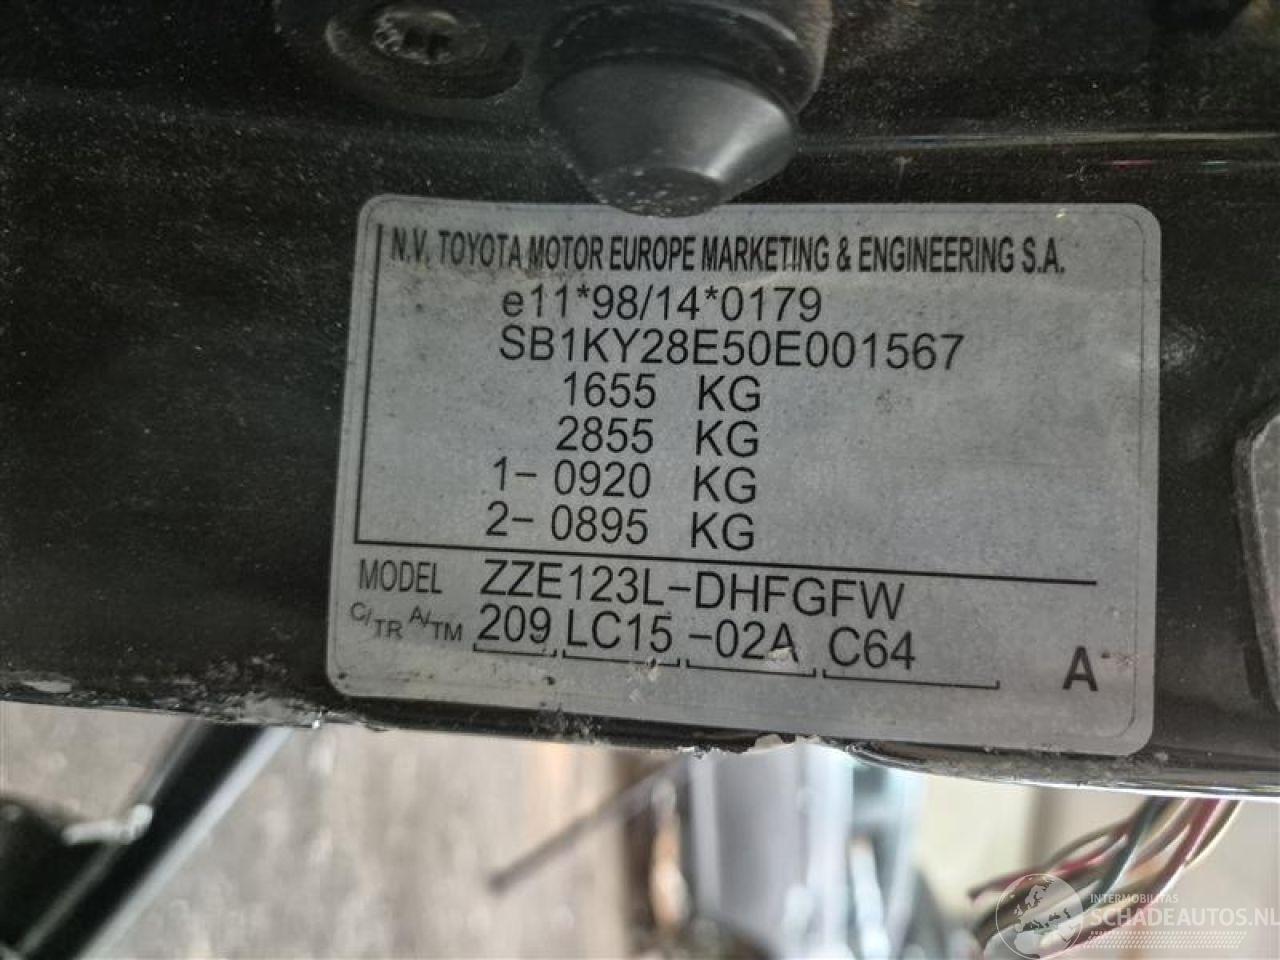 N.V. TOYOTA MOTOR EUROPE MARKETING & ENGINEERING S.A.
e11*98/14*0179
SB1KY28E50E001567
1655 KG
2855 KG
1- 0920 KG
2- 0895 KG
MODEL ZZE123L-DHFGFW
C/TR A/TM 209 LC15 -02A C64 A
INTERMOBILITAS
SCHADEAUTOS.NL